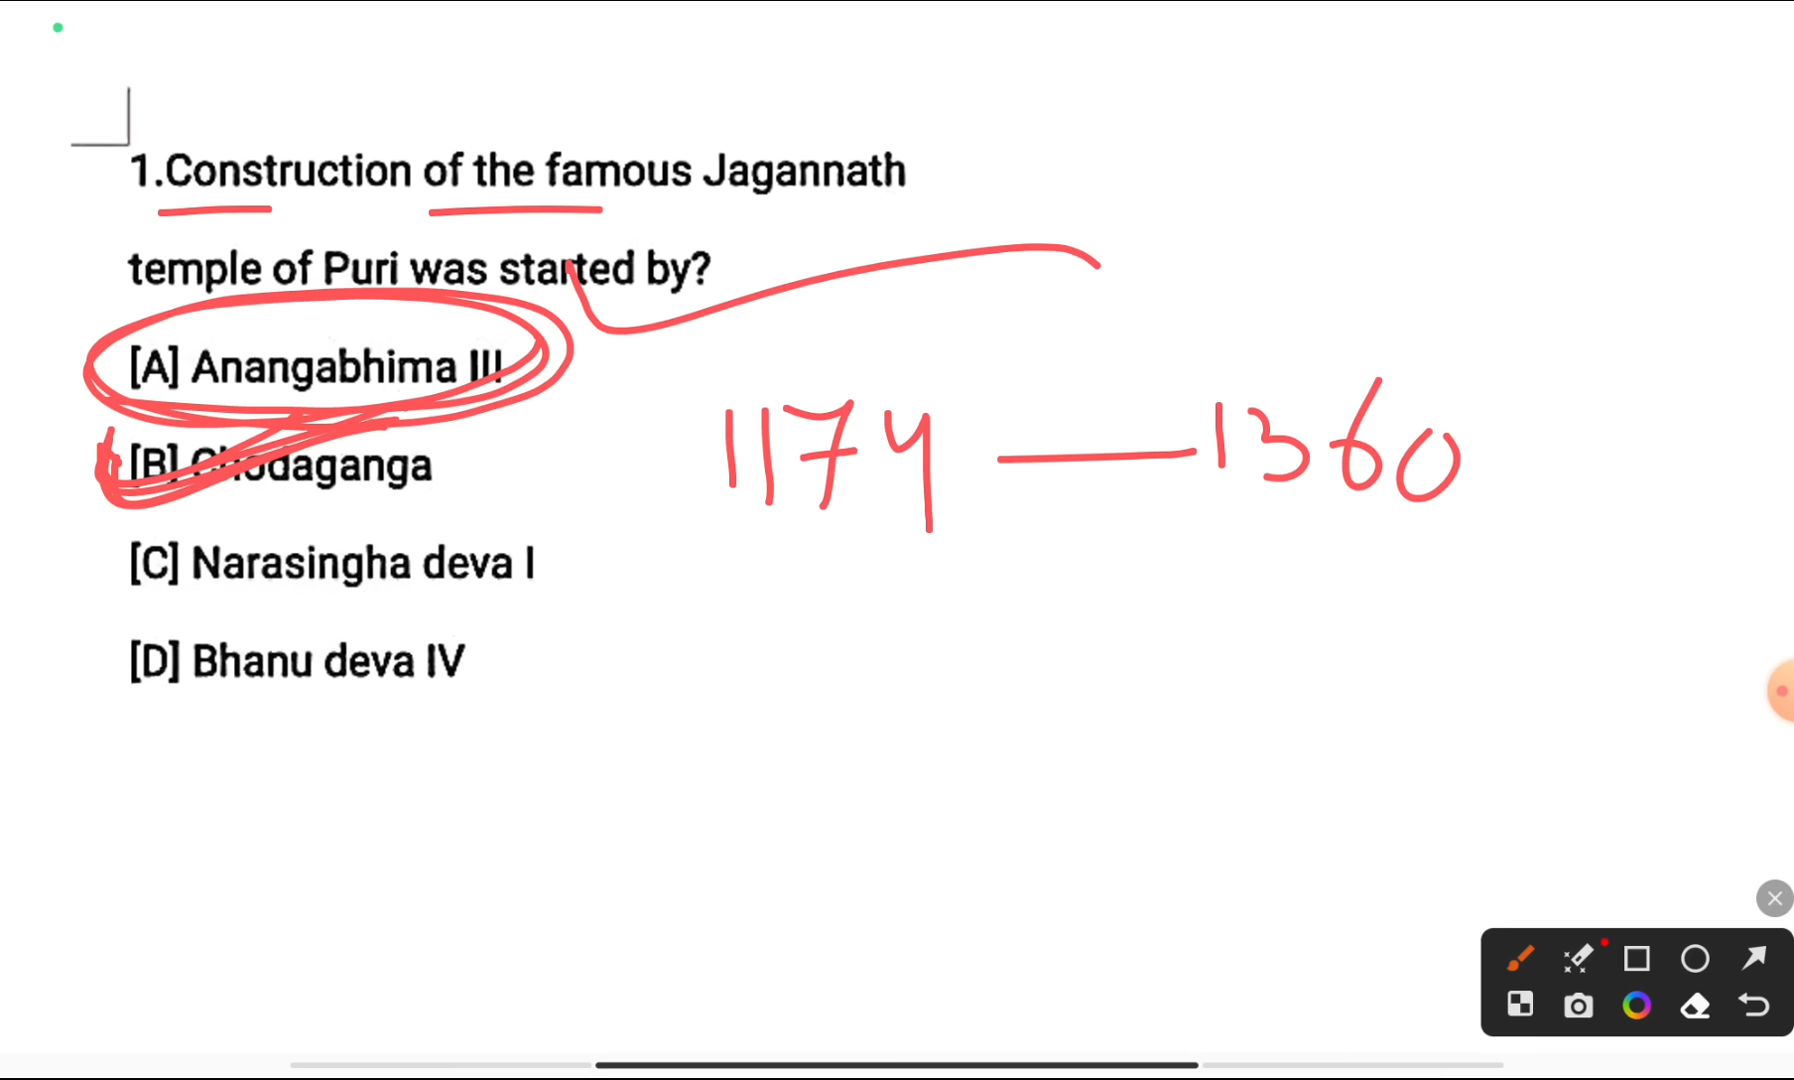 1.Construction of the famous Jagannath
temple of Puri was started by?
[A] Anangabhima III
[B] Chodaganga
1174 — 1360
[C] Narasingha deva I
[D] Bhanu deva IV